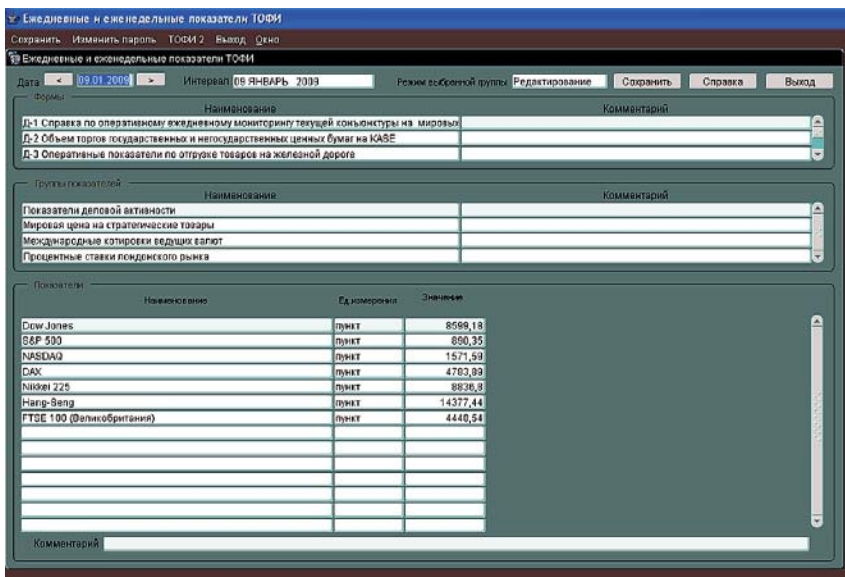 Ежедневные и еженедельные показатели ТОФИ
Сохранить Изменить пароль ТОФИ 2 Выход Окно
Ежедневные и еженедельные показатели ТОФИ
Дата < 09.01.2009 > Интервал 09 ЯНВАРЬ 2009 Режим выбранной группы Редактирование Сохранить Справка Выход
Формы
Наименование Комментарий
Д-1 Справка по оперативному ежедневному мониторингу текущей конъюнктуры на мировых
Д-2 Объем торгов государственных и негосударственных ценных бумаг на KASE
Д-3 Оперативные показатели по отгрузке товаров на железной дороге
Группы показателей
Наименование Комментарий
Показатели деловой активности
Мировая цена на стратегические товары
Международные котировки ведущих валют
Процентные ставки лондонского рынка
Показатели
Наименование Ед.измерения Значение
Dow Jones пункт 8599,18
S&P 500 пункт 890,35
NASDAQ пункт 1571,59
DAX пункт 4783,89
Nikkei 225 пункт 8836,8
Hang-Seng пункт 14377,44
FTSE 100 (Великобритания) пункт 4448,54
Комментарий